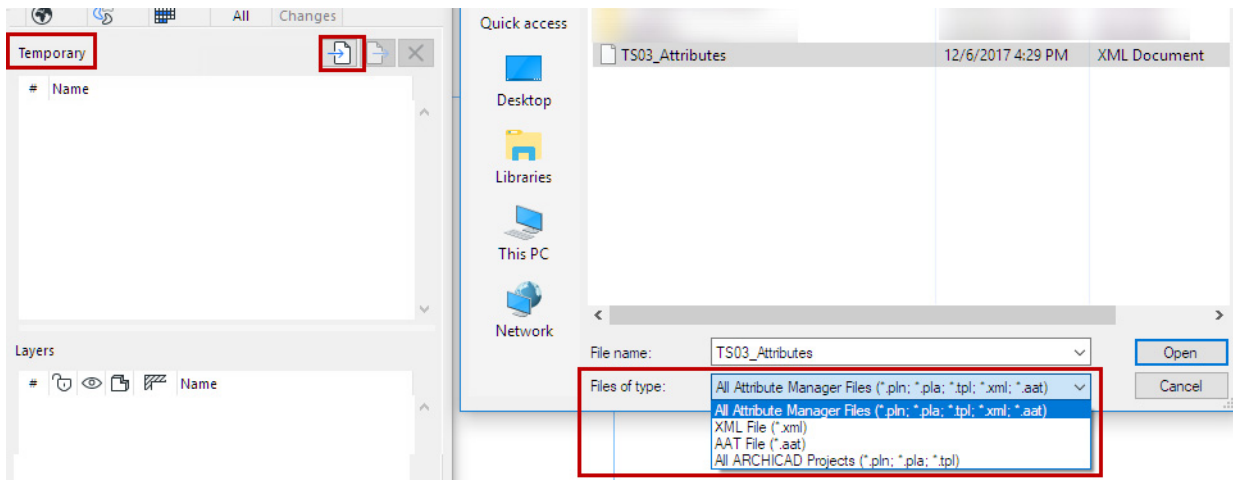 All Changes
Temporary
# Name
Layers
# Name
Quick access
Desktop
Libraries
This PC
Network
TS03_Attributes 12/6/2017 4:29 PM XML Document
File name: TS03_Attributes Open
Files of type: All Attribute Manager Files (*.pln; *.pla; *.tpl; *.xml; *.aat) Cancel
All Attribute Manager Files (*.pln; *.pla; *.tpl; *.xml; *.aat)
XML File (*.xml)
AAT File (*.aat)
All ARCHICAD Projects (*.pln; *.pla; *.tpl)